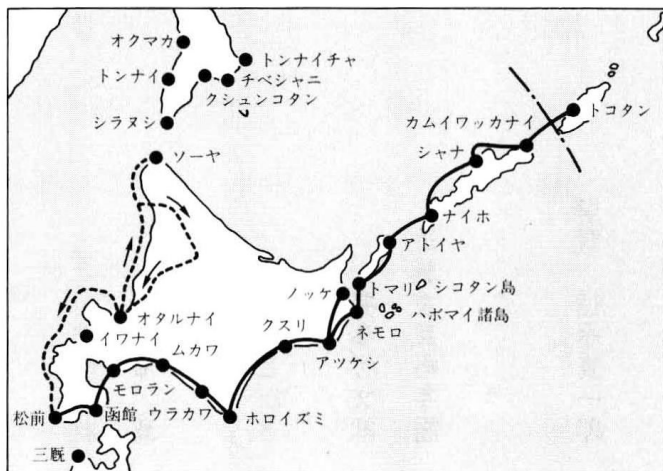 オクマカ
トンナイチャ
トンナイ
チベシャニ
クシュンコタン
シラヌシ
トコタン
カムイワッカナイ
ソーヤ
シャナ
ナイホ
アトイヤ
トマリ
シコタン島
ノッケ
ハボマイ諸島
ネモロ
オタルナイ
イワナイ
ムカワ
クスリ
アッケシ
モロラン
松前
函館
ウラカワ
ホロイズミ
三厩